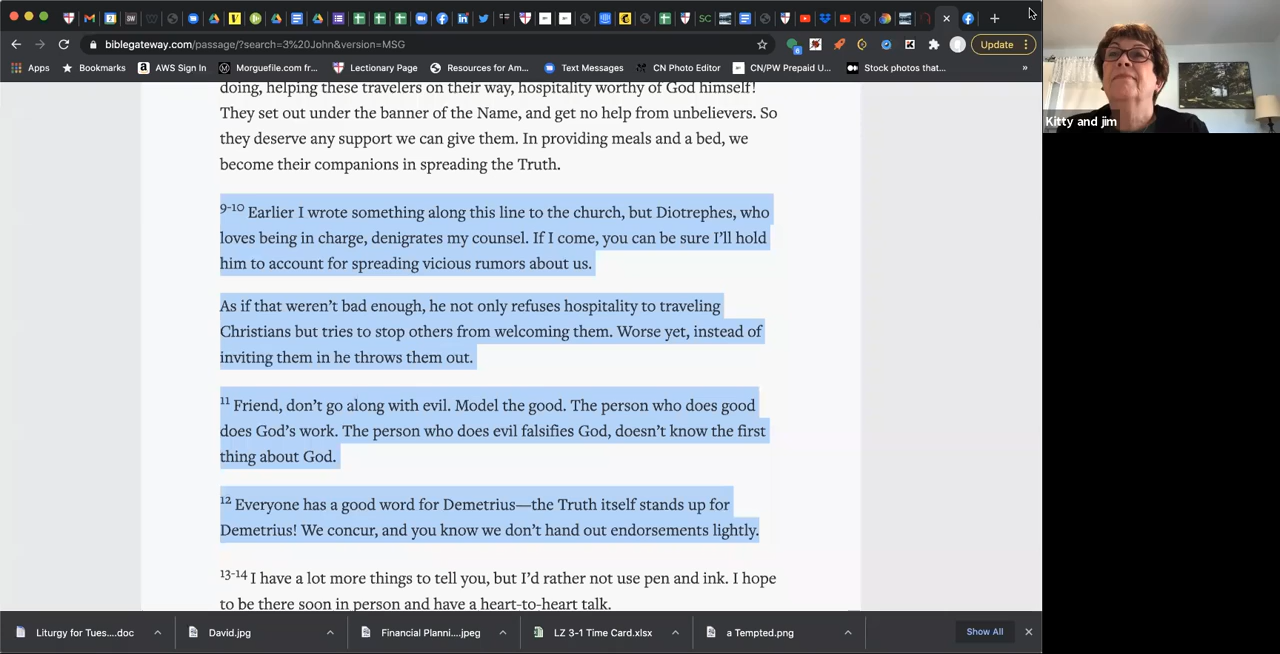 biblegateway.com/passage/?search=3%20John&version=MSG
Update
Apps
Bookmarks
AWS Sign In
Morguefile.com fr...
Lectionary Page
Resources for Am...
Text Messages
CN Photo Editor
CN/PW Prepaid U...
Stock photos that...
»
Kitty and jim
doing, helping these travelers on their way, hospitality worthy of God himself!
They set out under the banner of the Name, and get no help from unbelievers. So
they deserve any support we can give them. In providing meals and a bed, we
become their companions in spreading the Truth.
9-10 Earlier I wrote something along this line to the church, but Diotrephes, who
loves being in charge, denigrates my counsel. If I come, you can be sure I’ll hold
him to account for spreading vicious rumors about us.
As if that weren’t bad enough, he not only refuses hospitality to traveling
Christians but tries to stop others from welcoming them. Worse yet, instead of
inviting them in he throws them out.
11 Friend, don’t go along with evil. Model the good. The person who does good
does God’s work. The person who does evil falsifies God, doesn’t know the first
thing about God.
12 Everyone has a good word for Demetrius—the Truth itself stands up for
Demetrius! We concur, and you know we don’t hand out endorsements lightly.
13-14 I have a lot more things to tell you, but I’d rather not use pen and ink. I hope
to be there soon in person and have a heart-to-heart talk.
Liturgy for Tues....doc
David.jpg
Financial Planni....jpeg
LZ 3-1 Time Card.xlsx
a Tempted.png
Show All